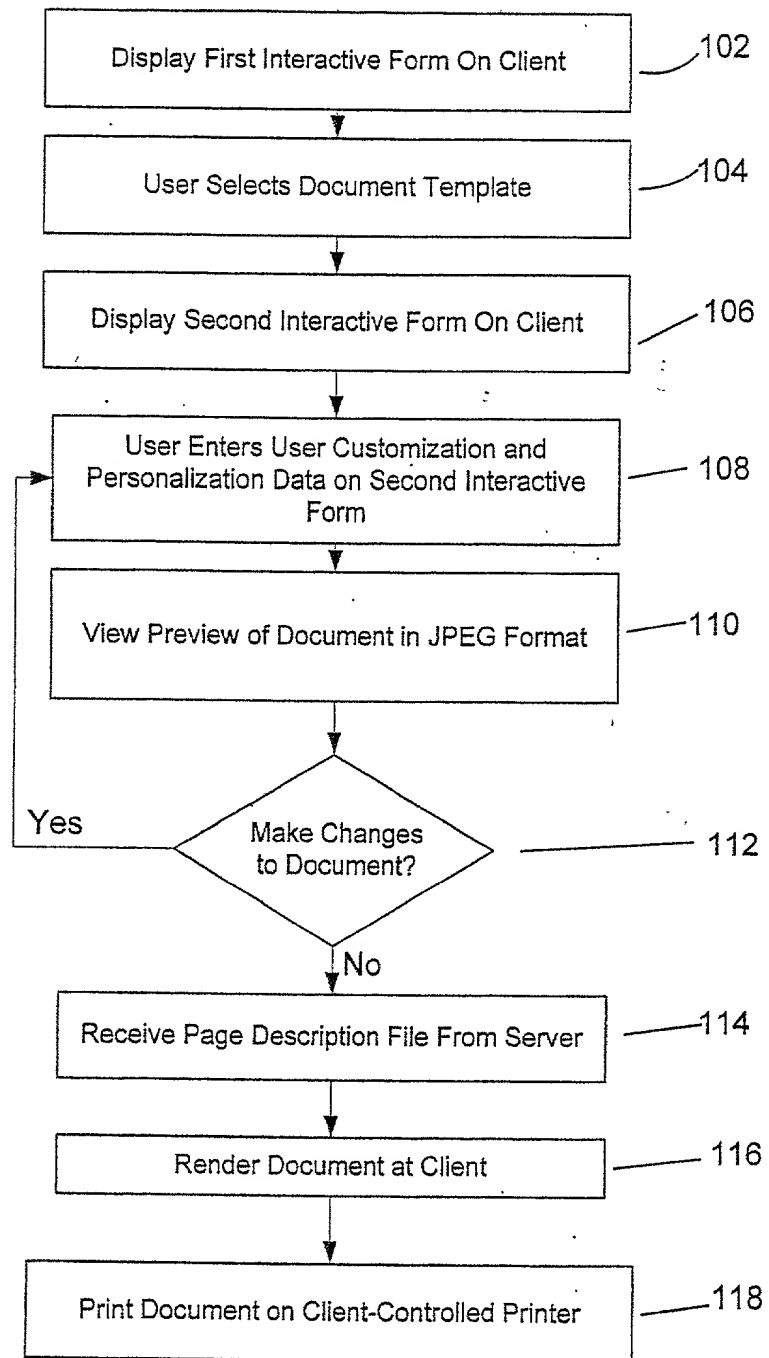 Display First Interactive Form On Client
102
User Selects Document Template
104
Display Second Interactive Form On Client
106
User Enters User Customization and
Personalization Data on Second Interactive
Form
108
View Preview of Document in JPEG Format
110
Make Changes
to Document?
112
Yes
No
Receive Page Description File From Server
114
Render Document at Client
116
Print Document on Client-Controlled Printer
118